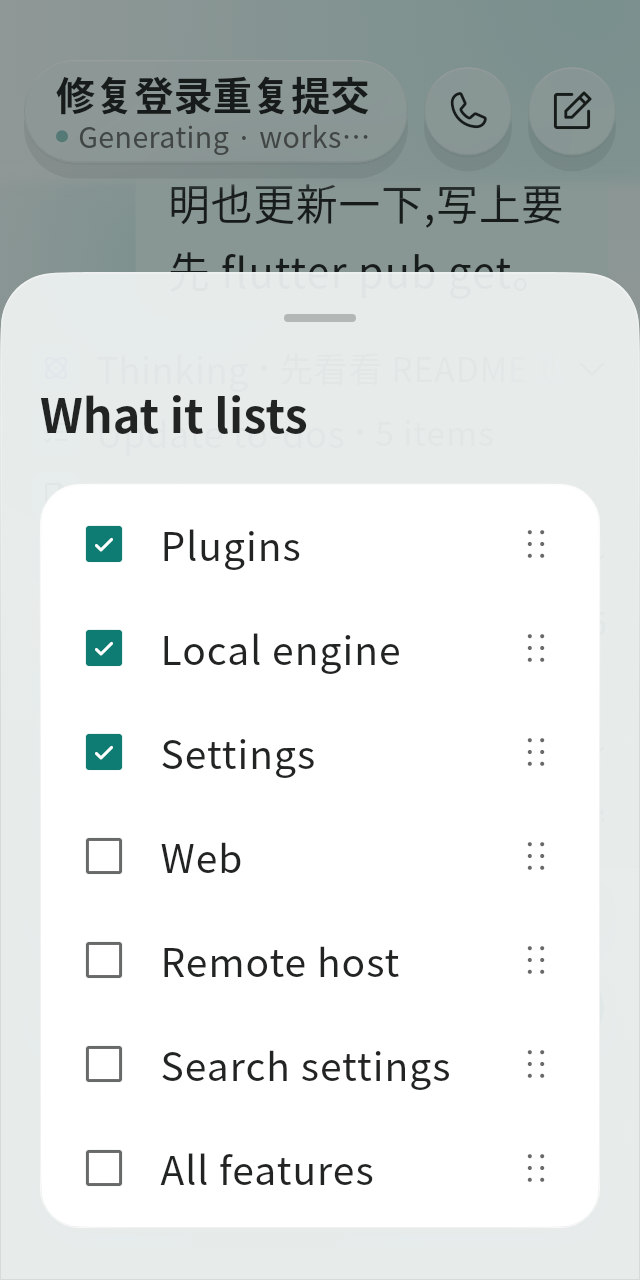 修复登录重复提交
Generating · works…
明也更新一下,写上要
先 flutter pub get。
Thinking • 先看看 README
Update to-dos • 5 items
What it lists
Plugins
Local engine
Settings
Web
Remote host
Search settings
All features